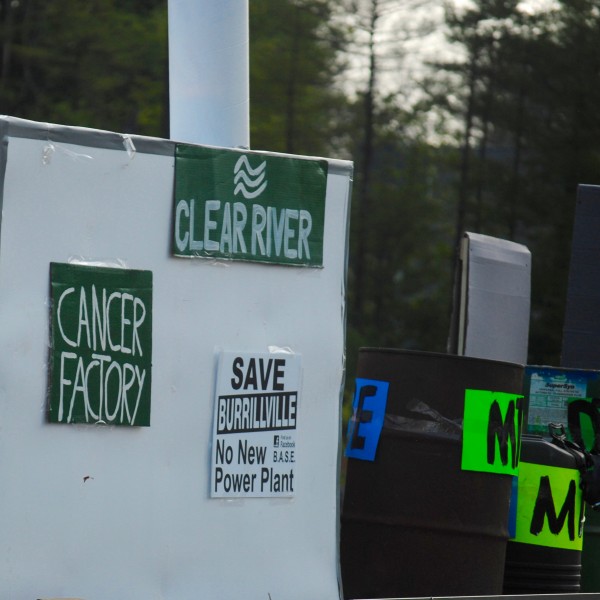 CLEAR RIVER
CANCER
FACTORY
SAVE
BURRILLVILLE
No New
B.A.S.E.
Power Plant
E
M
M